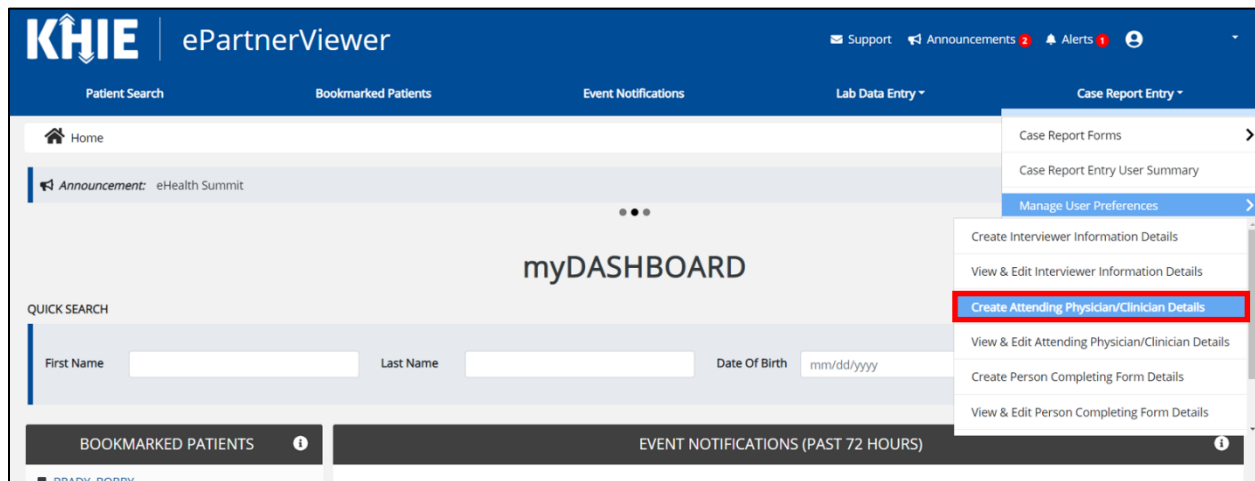 KHIE ePartnerViewer
Support Announcements 2 Alerts 1
Patient Search Bookmarked Patients Event Notifications Lab Data Entry Case Report Entry
Home
Announcement: eHealth Summit
Case Report Forms
Case Report Entry User Summary
Manage User Preferences
Create Interviewer Information Details
View & Edit Interviewer Information Details
Create Attending Physician/Clinician Details
View & Edit Attending Physician/Clinician Details
Create Person Completing Form Details
View & Edit Person Completing Form Details
myDASHBOARD
QUICK SEARCH
First Name Last Name Date Of Birth mm/dd/yyyy
BOOKMARKED PATIENTS EVENT NOTIFICATIONS (PAST 72 HOURS)
BRADY, BOBBY